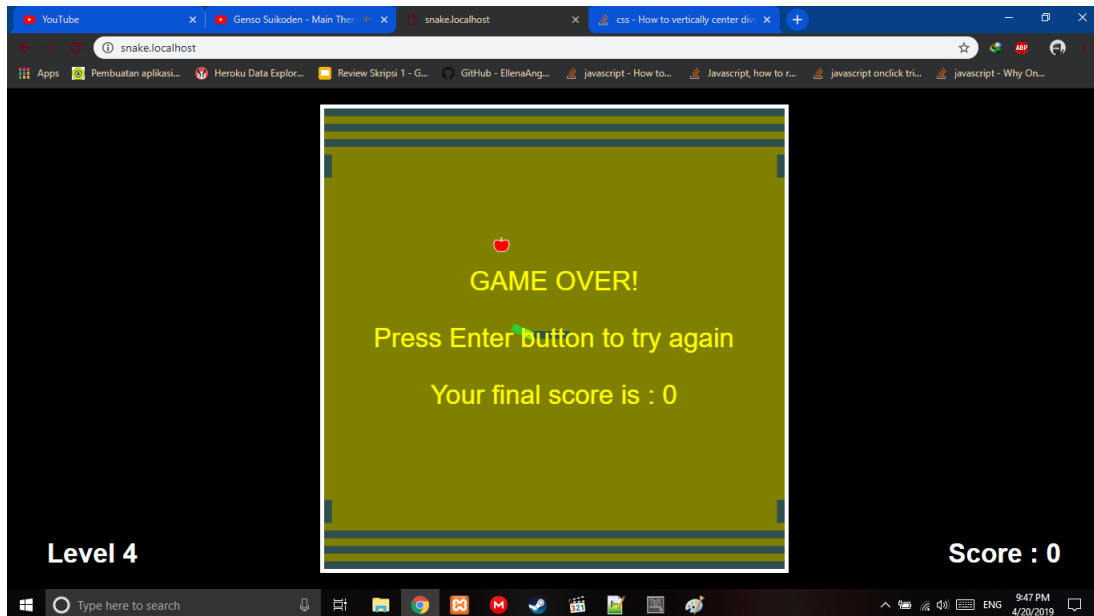 YouTube
Genso Suikoden - Main Ther
snake.localhost
css - How to vertically center div
snake.localhost
ABP
Apps
Pembuatan aplikasi...
Heroku Data Explor...
Review Skripsi 1 - G...
GitHub - EllenaAng...
javascript - How to...
Javascript, how to r...
javascript onclick tri...
javascript - Why On...
GAME OVER!
Press Enter button to try again
Your final score is : 0
Level 4
Score : 0
Type here to search
ENG
9:47 PM
4/20/2019